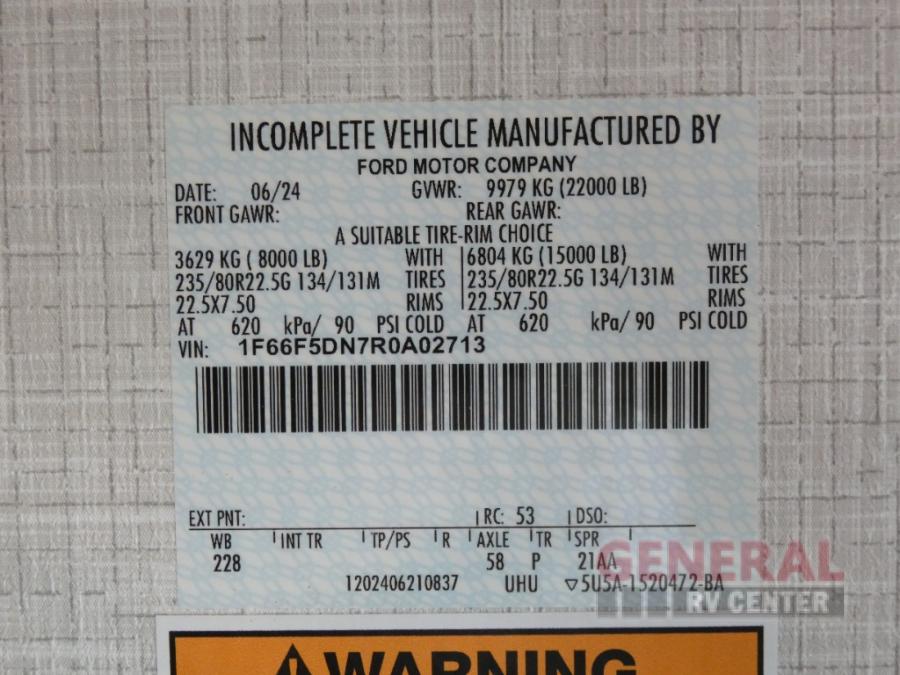 INCOMPLETE VEHICLE MANUFACTURED BY
FORD MOTOR COMPANY
DATE: 06/24 GVWR: 9979 KG (22000 LB)
FRONT GAWR: REAR GAWR:
A SUITABLE TIRE-RIM CHOICE
3629 KG ( 8000 LB) WITH 6804 KG (15000 LB) WITH
235/80R22.5G 134/131M TIRES 235/80R22.5G 134/131M TIRES
22.5X7.50 RIMS 22.5X7.50 RIMS
AT 620 kPa/ 90 PSI COLD AT 620 kPa/ 90 PSI COLD
VIN: 1F66F5DN7R0A02713
EXT PNT: RC: 53 DSO:
WB INT TR TP/PS R AXLE TR SPR
228 58 P 21AA
1202406210837 UHU ▽5U5A-1520472-BA
GENERAL
RV CENTER
WARNING